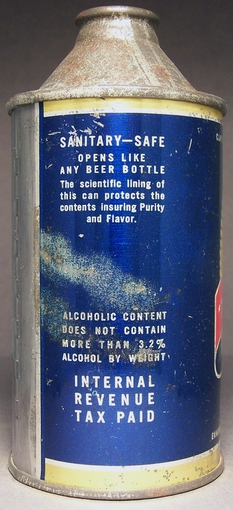 SANITARY—SAFE
OPENS LIKE
ANY BEER BOTTLE
The scientific lining of
this can protects the
contents insuring Purity
and Flavor.
ALCOHOLIC CONTENT
DOES NOT CONTAIN
MORE THAN 3.2%
ALCOHOL BY WEIGHT
INTERNAL
REVENUE
TAX PAID